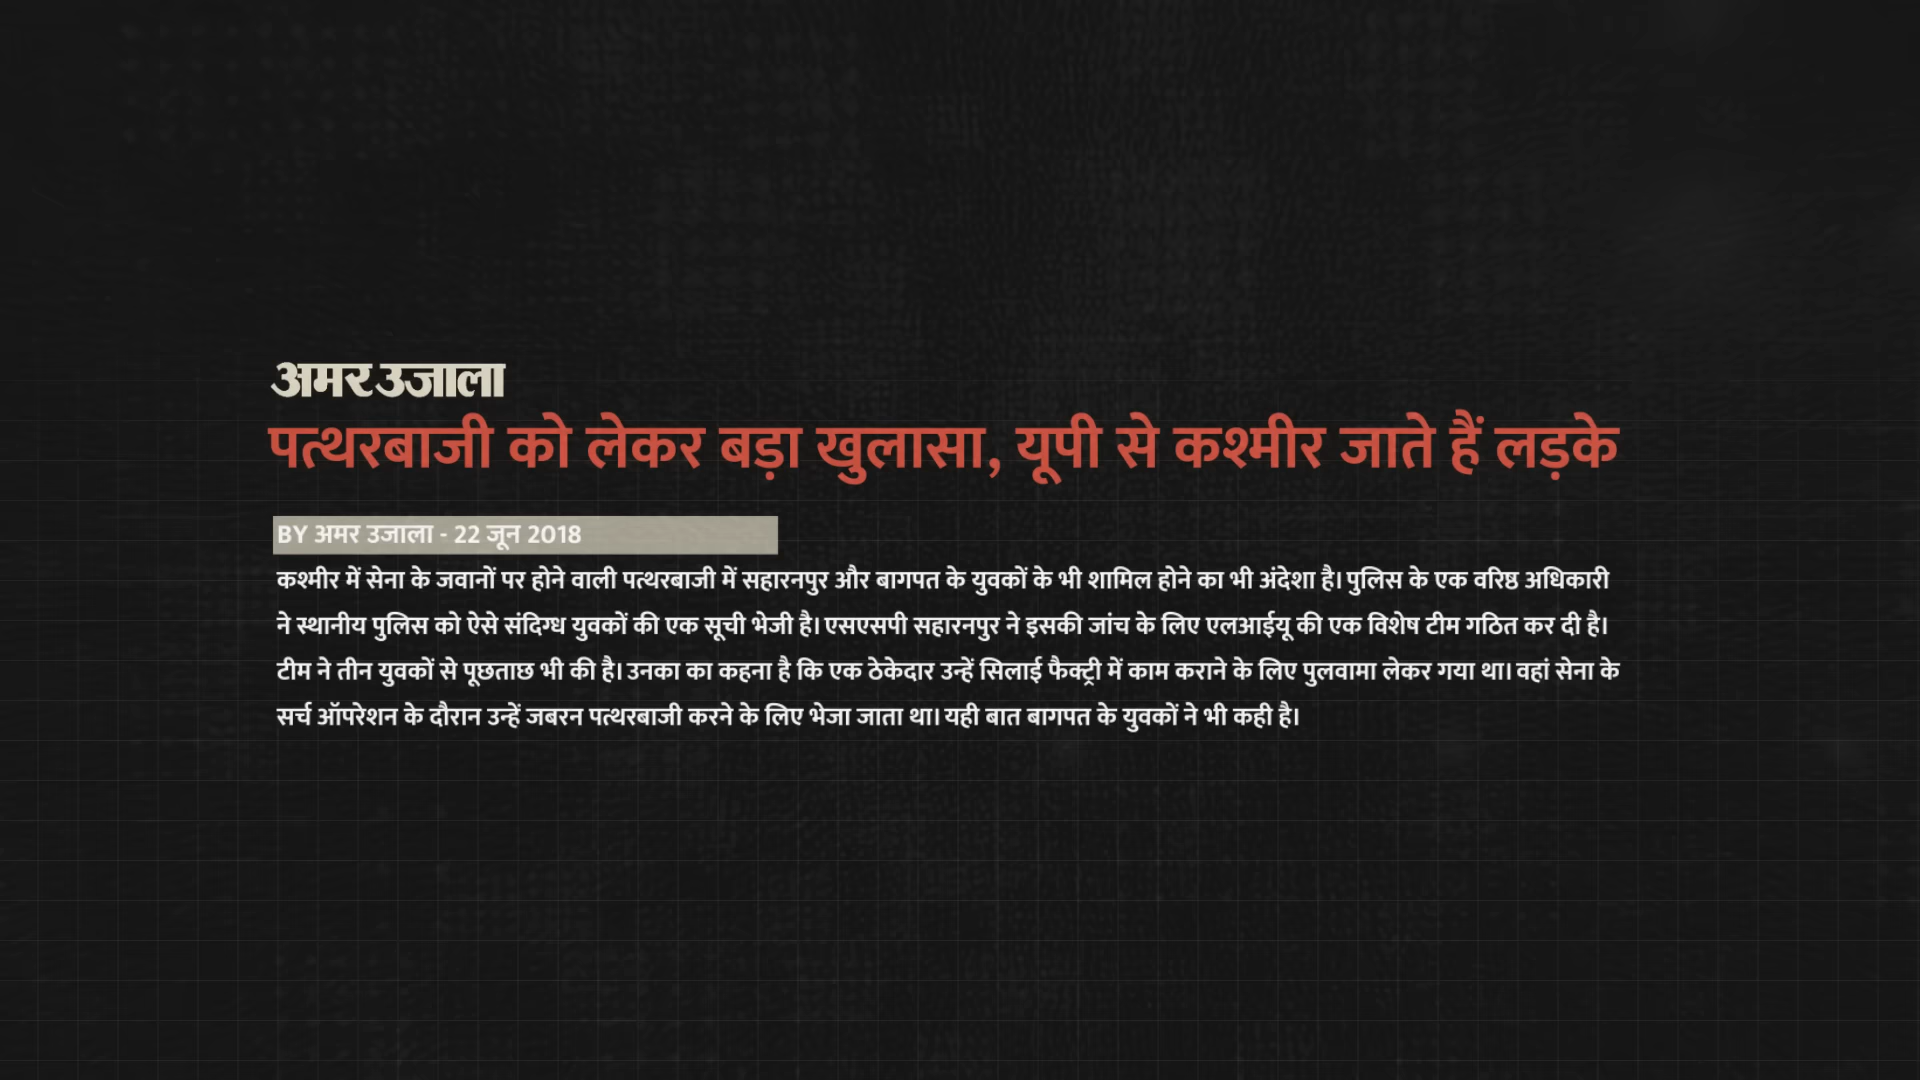 अमर उजाला
पत्थरबाजी को लेकर बड़ा खुलासा, यूपी से कश्मीर जाते हैं लड़के
BY अमर उजाला - 22 जून 2018
कश्मीर में सेना के जवानों पर होने वाली पत्थरबाजी में सहारनपुर और बागपत के युवकों के भी शामिल होने का भी अंदेशा है। पुलिस के एक वरिष्ठ अधिकारी
ने स्थानीय पुलिस को ऐसे संदिग्ध युवकों की एक सूची भेजी है। एसएसपी सहारनपुर ने इसकी जांच के लिए एलआईयू की एक विशेष टीम गठित कर दी है।
टीम ने तीन युवकों से पूछताछ भी की है। उनका का कहना है कि एक ठेकेदार उन्हें सिलाई फैक्ट्री में काम कराने के लिए पुलवामा लेकर गया था। वहां सेना के
सर्च ऑपरेशन के दौरान उन्हें जबरन पत्थरबाजी करने के लिए भेजा जाता था। यही बात बागपत के युवकों ने भी कही है।